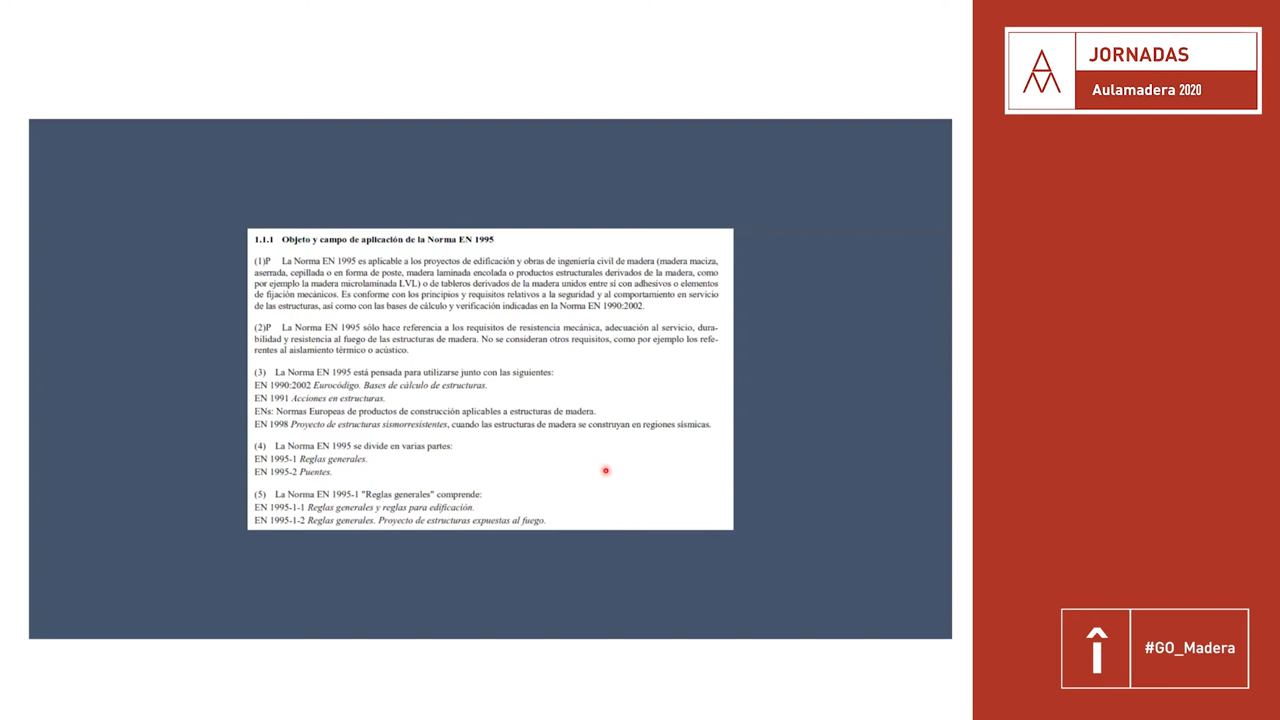 JORNADAS
Aulamadera 2020
1.1.1 Objeto y campo de aplicación de la Norma EN 1995
(1)P La Norma EN 1995 es aplicable a los proyectos de edificación y obras de ingeniería civil de madera (madera maciza,
aserrada, cepillada o en forma de poste, madera laminada encolada o productos estructurales derivados de la madera, como
por ejemplo la madera microlaminada LVL) o de tableros derivados de la madera unidos entre sí con adhesivos o elementos
de fijación mecánicos. Es conforme con los principios y requisitos relativos a la seguridad y al comportamiento en servicio
de las estructuras, así como con las bases de cálculo y verificación indicadas en la Norma EN 1990:2002.
(2)P La Norma EN 1995 sólo hace referencia a los requisitos de resistencia mecánica, adecuación al servicio, dura-
bilidad y resistencia al fuego de las estructuras de madera. No se consideran otros requisitos, como por ejemplo los refe-
rentes al aislamiento térmico o acústico.
(3) La Norma EN 1995 está pensada para utilizarse junto con las siguientes:
EN 1990:2002 Eurocódigo. Bases de cálculo de estructuras.
EN 1991 Acciones en estructuras.
ENs: Normas Europeas de productos de construcción aplicables a estructuras de madera.
EN 1998 Proyecto de estructuras sismorresistentes, cuando las estructuras de madera se construyan en regiones sísmicas.
(4) La Norma EN 1995 se divide en varias partes:
EN 1995-1 Reglas generales.
EN 1995-2 Puentes.
(5) La Norma EN 1995-1 "Reglas generales" comprende:
EN 1995-1-1 Reglas generales y reglas para edificación.
EN 1995-1-2 Reglas generales. Proyecto de estructuras expuestas al fuego.
#GO_Madera